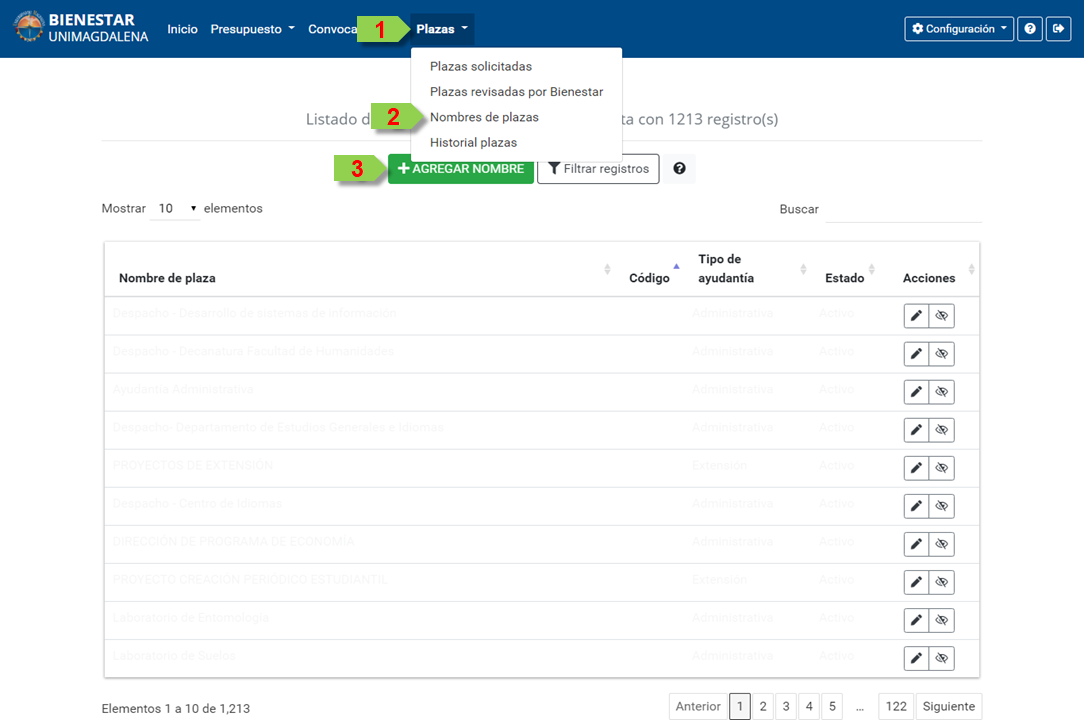 BIENESTAR
UNIMAGDALENA
Inicio Presupuesto Convoca 1 Plazas
Configuración ?
Plazas solicitadas
Plazas revisadas por Bienestar
2 Nombres de plazas
Historial plazas
Listado d ta con 1213 registro(s)
3 + AGREGAR NOMBRE Filtrar registros ?
Mostrar 10 elementos Buscar
Nombre de plaza Código Tipo de ayudantía Estado Acciones
Despacho - Desarrollo de sistemas de información Administrativa Activo
Despacho - Decanatura Facultad de Humanidades Administrativa Activo
Ayudantía Administrativa Administrativa Activo
Despacho- Departamento de Estudios Generales e Idiomas Administrativa Activo
PROYECTOS DE EXTENSIÓN Extensión Activo
Despacho - Centro de Idiomas Administrativa Activo
DIRECCIÓN DE PROGRAMA DE ECONOMÍA Administrativa Activo
PROYECTO CREACIÓN PERIÓDICO ESTUDIANTIL Extensión Activo
Laboratorio de Entomología Administrativa Activo
Laboratorio de Suelos Administrativa Activo
Elementos 1 a 10 de 1,213
Anterior 1 2 3 4 5 ... 122 Siguiente